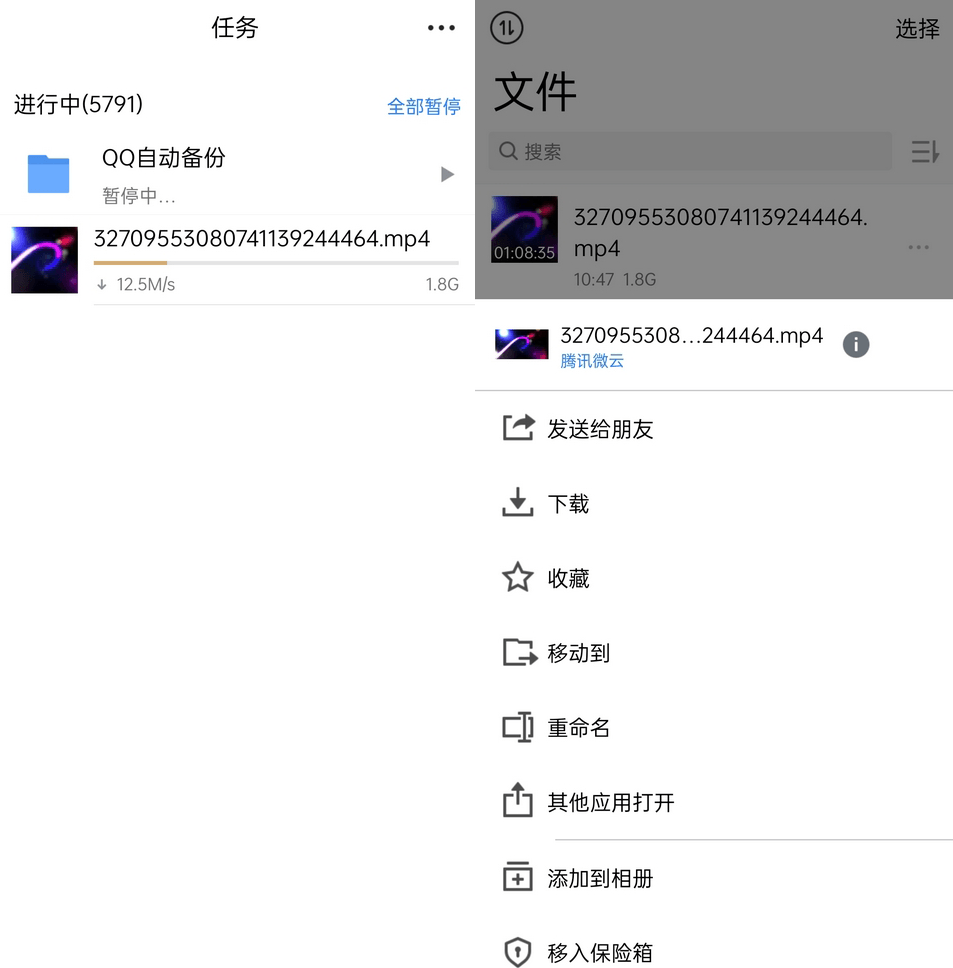 任务
进行中(5791)
全部暂停
QQ自动备份
暂停中...
32709553080741139244464.mp4
12.5M/s
1.8G
选择
文件
搜索
32709553080741139244464.
mp4
01:08:35
10:47 1.8G
3270955308...244464.mp4
腾讯微云
发送给朋友
下载
收藏
移动到
重命名
其他应用打开
添加到相册
移入保险箱